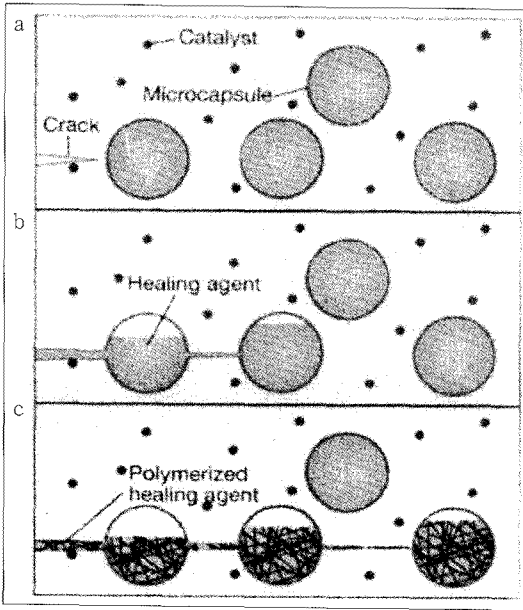 a
Catalyst
Microcapsule
Crack
b
Healing agent
c
Polymerized
healing agent